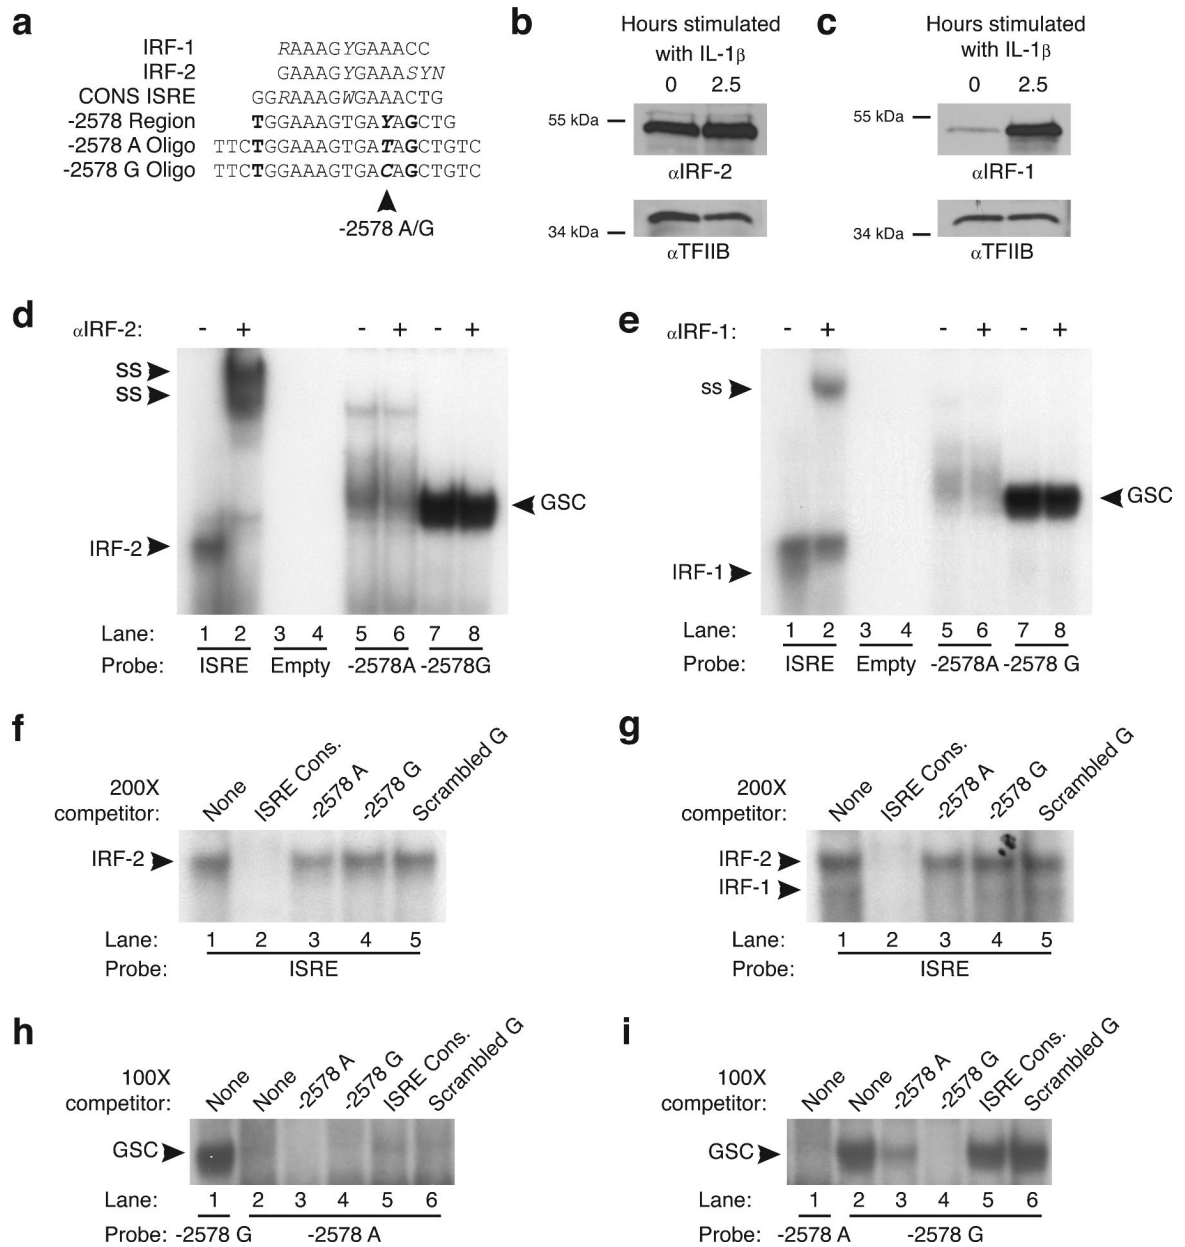 a
IRF-1 RAAAGYGAAACC
IRF-2 GAAAGYGAAASYN
CONS ISRE GGRAAAGWGAAACTG
-2578 Region TGGAAAGTGAYAGCTG
-2578 A Oligo TTCTGGAAAGTGATAGCTGTC
-2578 G Oligo TTCTGGAAAGTGACAGCTGTC
-2578 A/G
b
Hours stimulated
with IL-1β
0 2.5
55 kDa
αIRF-2
34 kDa
αTFIIB
c
Hours stimulated
with IL-1β
0 2.5
55 kDa
αIRF-1
34 kDa
αTFIIB
d
αIRF-2: - + - + - +
SS
SS
GSC
IRF-2
Lane: 1 2 3 4 5 6 7 8
Probe: ISRE Empty -2578A -2578G
e
αIRF-1: - + - + - +
SS
GSC
IRF-1
Lane: 1 2 3 4 5 6 7 8
Probe: ISRE Empty -2578A -2578 G
f
200X
competitor: None ISRE Cons. -2578 A -2578 G Scrambled G
IRF-2
Lane: 1 2 3 4 5
Probe: ISRE
g
200X
competitor: None ISRE Cons. -2578 A -2578 G Scrambled G
IRF-2
IRF-1
Lane: 1 2 3 4 5
Probe: ISRE
h
100X
competitor: None None -2578 A -2578 G ISRE Cons. Scrambled G
GSC
Lane: 1 2 3 4 5 6
Probe: -2578 G -2578 A
i
100X
competitor: None None -2578 A -2578 G ISRE Cons. Scrambled G
GSC
Lane: 1 2 3 4 5 6
Probe: -2578 A -2578 G